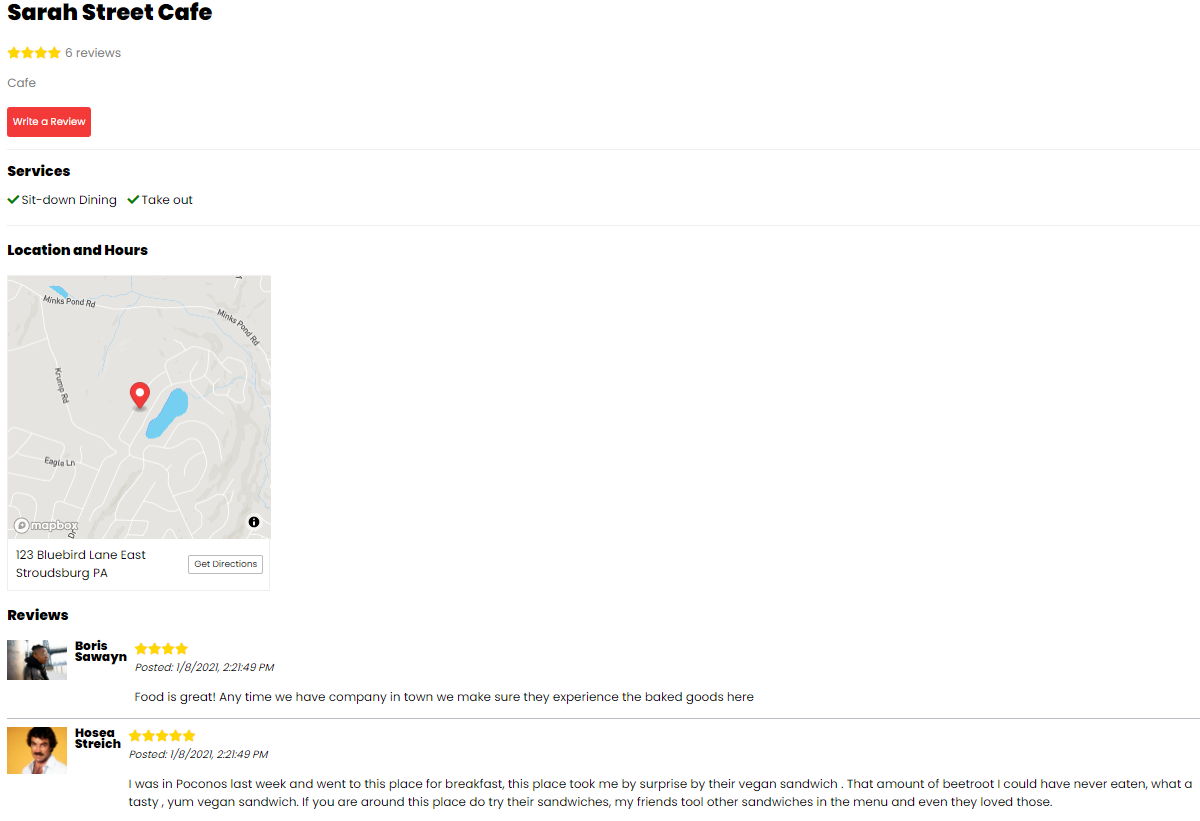 Sarah Street Cafe
6 reviews
Cafe
Write a Review
Services
Sit-down Dining Take out
Location and Hours
Minks Pond Rd
Minks Pond Rd
Krump Rd
Eagle Ln
Dr
mapbox
123 Bluebird Lane East
Stroudsburg PA
Get Directions
Reviews
Boris
Sawayn
Posted: 1/8/2021, 2:21:49 PM
Food is great! Any time we have company in town we make sure they experience the baked goods here
Hosea
Streich
Posted: 1/8/2021, 2:21:49 PM
I was in Poconos last week and went to this place for breakfast, this place took me by surprise by their vegan sandwich . That amount of beetroot I could have never eaten, what a
tasty , yum vegan sandwich. If you are around this place do try their sandwiches, my friends tool other sandwiches in the menu and even they loved those.